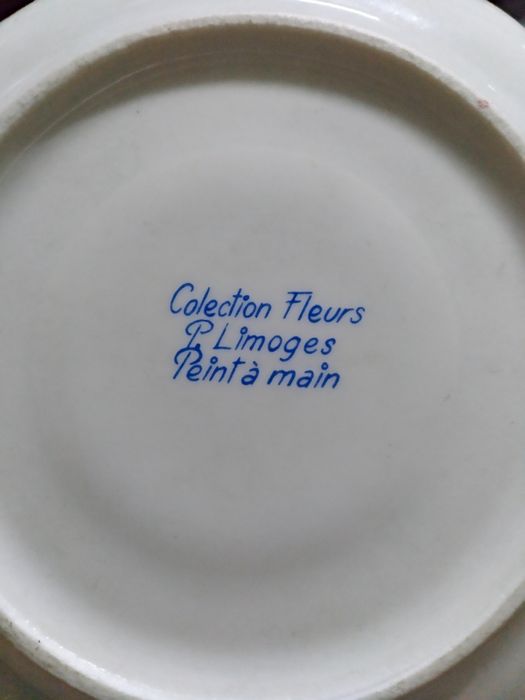 Colection Fleurs
P. Limoges
Peint à main